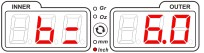 INNER
b=
Gr
Oz
mm
Inch
OUTER
6.0